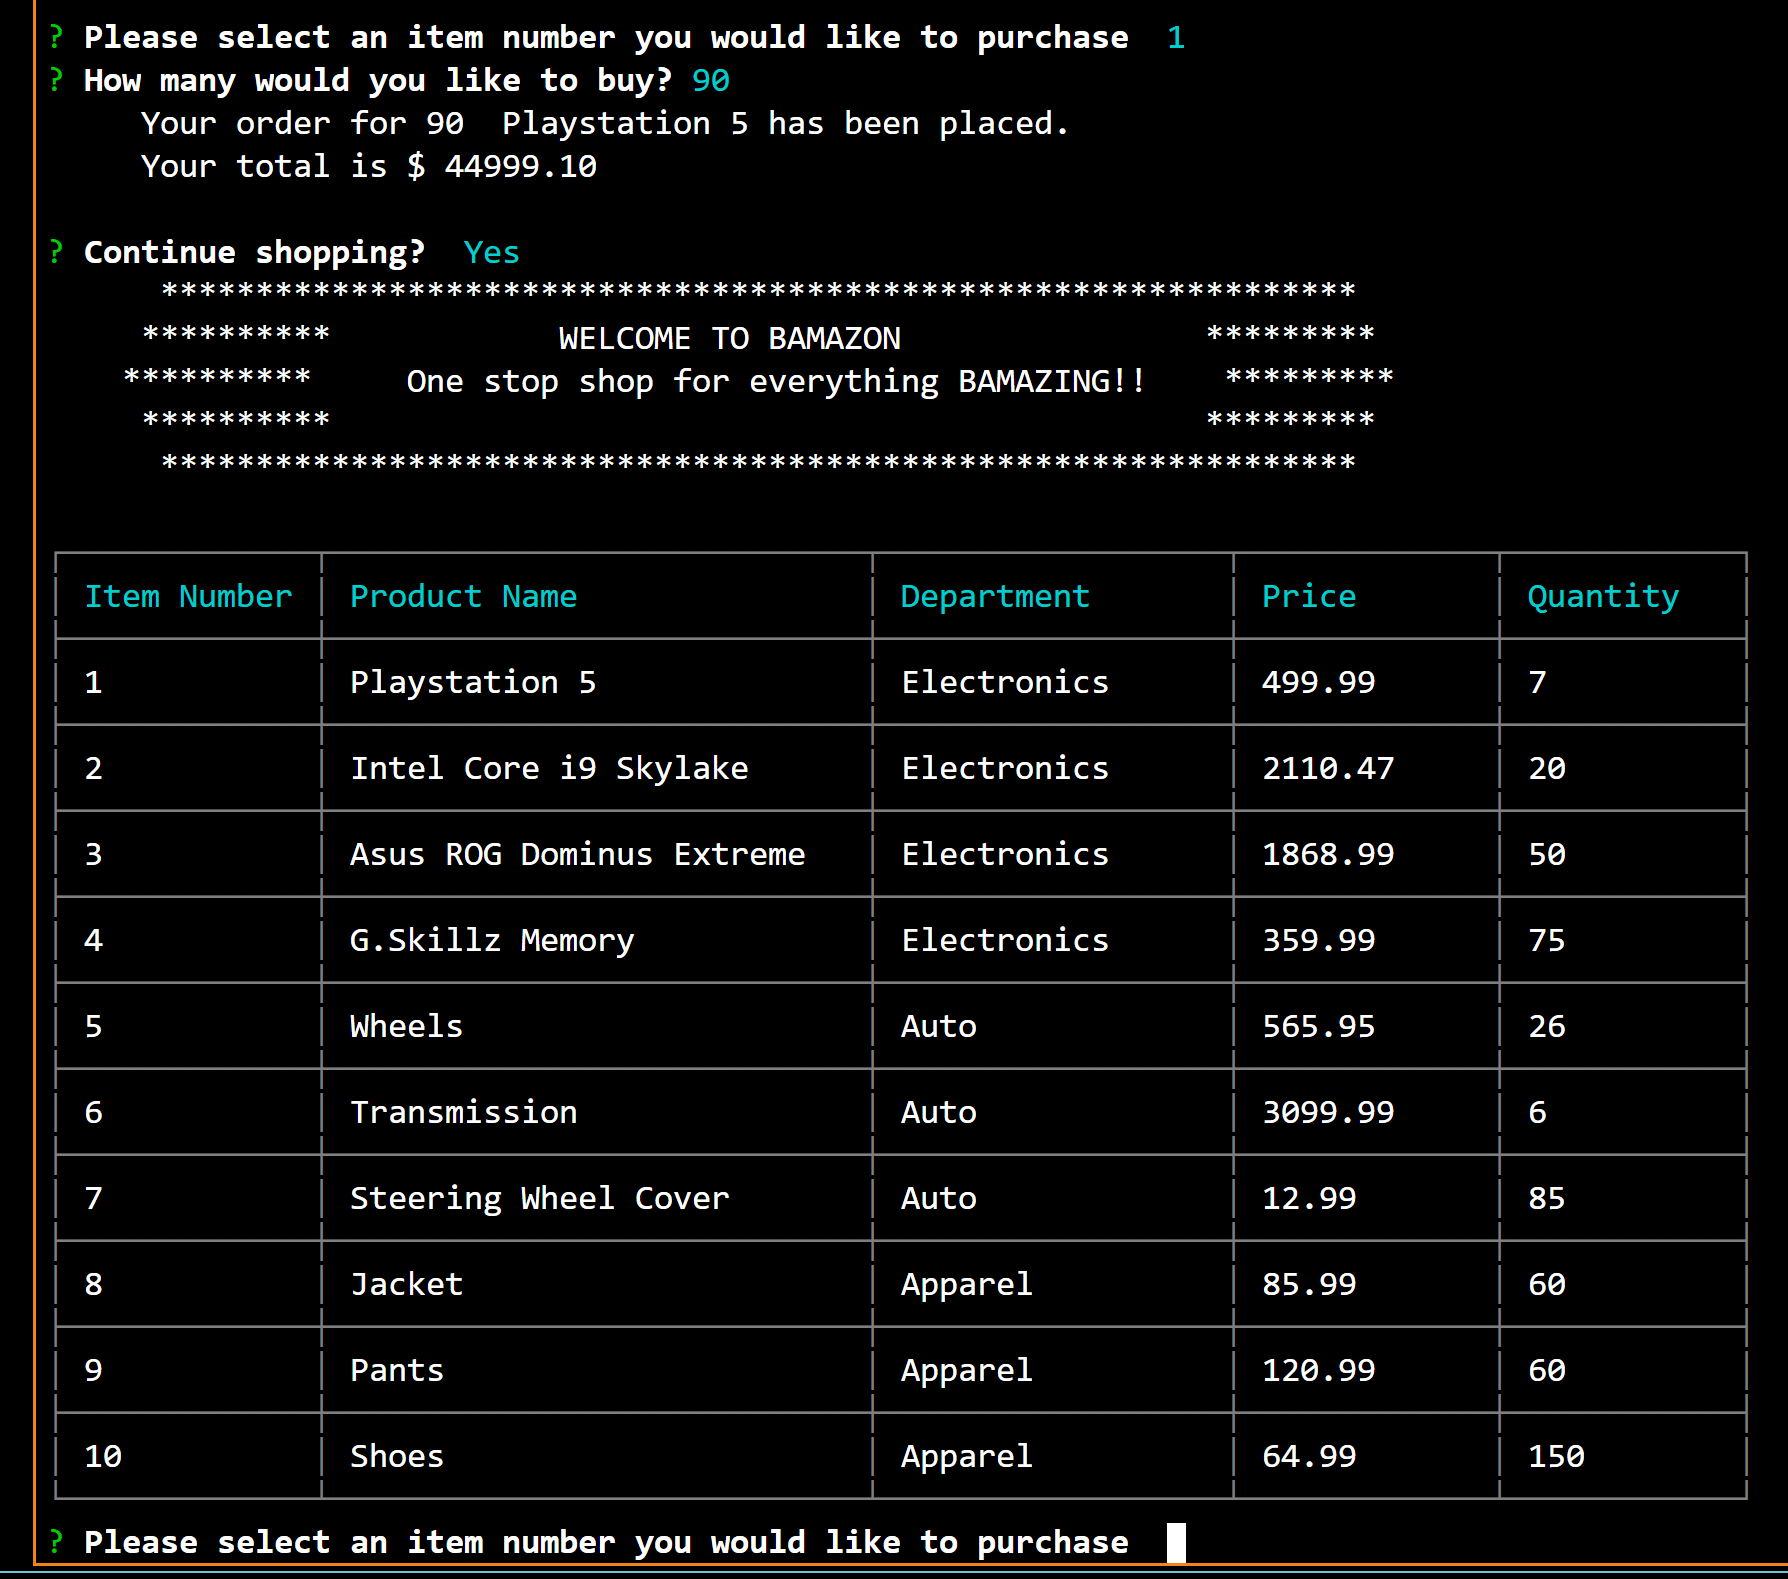 ? Please select an item number you would like to purchase  1
? How many would you like to buy? 90
Your order for 90  Playstation 5 has been placed.
Your total is $ 44999.10
? Continue shopping?  Yes
***************************************************************
**********            WELCOME TO BAMAZON                *********
**********     One stop shop for everything BAMAZING!!    *********
**********                                              *********
***************************************************************
Item Number Product Name Department Price Quantity
1 Playstation 5 Electronics 499.99 7
2 Intel Core i9 Skylake Electronics 2110.47 20
3 Asus ROG Dominus Extreme Electronics 1868.99 50
4 G.Skillz Memory Electronics 359.99 75
5 Wheels Auto 565.95 26
6 Transmission Auto 3099.99 6
7 Steering Wheel Cover Auto 12.99 85
8 Jacket Apparel 85.99 60
9 Pants Apparel 120.99 60
10 Shoes Apparel 64.99 150
? Please select an item number you would like to purchase